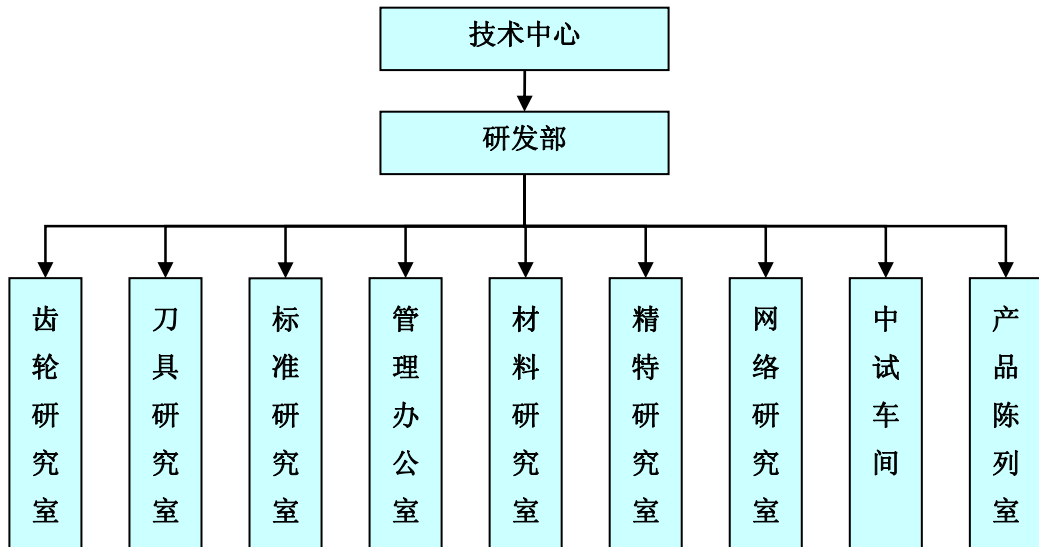 技术中心
研发部
齿轮研究室
刀具研究室
标准研究室
管理办公室
材料研究室
精特研究室
网络研究室
中试车间
产品陈列室